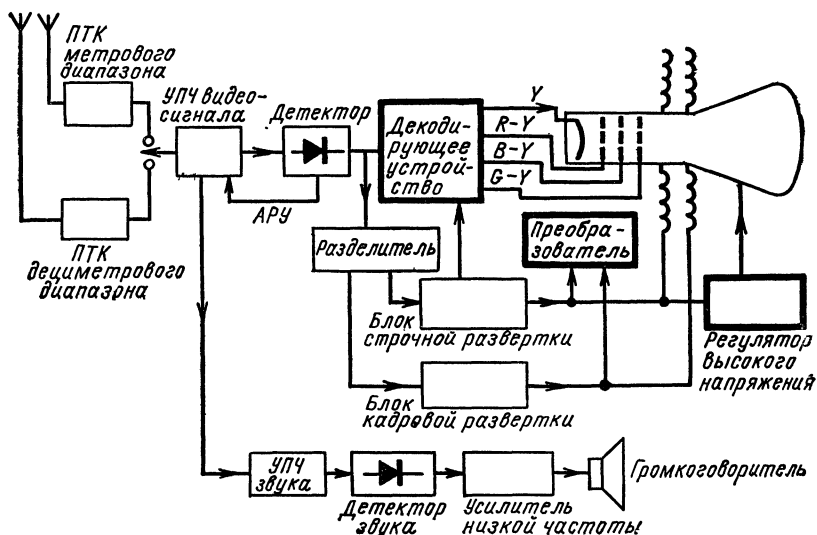 ПТК
метрового
диапазона
УПЧ видео-
сигнала
Детектор
АРУ
ПТК
дециметрового
диапазона
Декоди-
рующее
устрой-
ство
Y
R-Y
B-Y
G-Y
Разделитель
Преобра-
зователь
Блок
строчной развертки
Регулятор
высокого
напряжения
Блок
кадровой развертки
УПЧ
звука
Детектор
звука
Усилитель
низкой частоты
Громкоговоритель